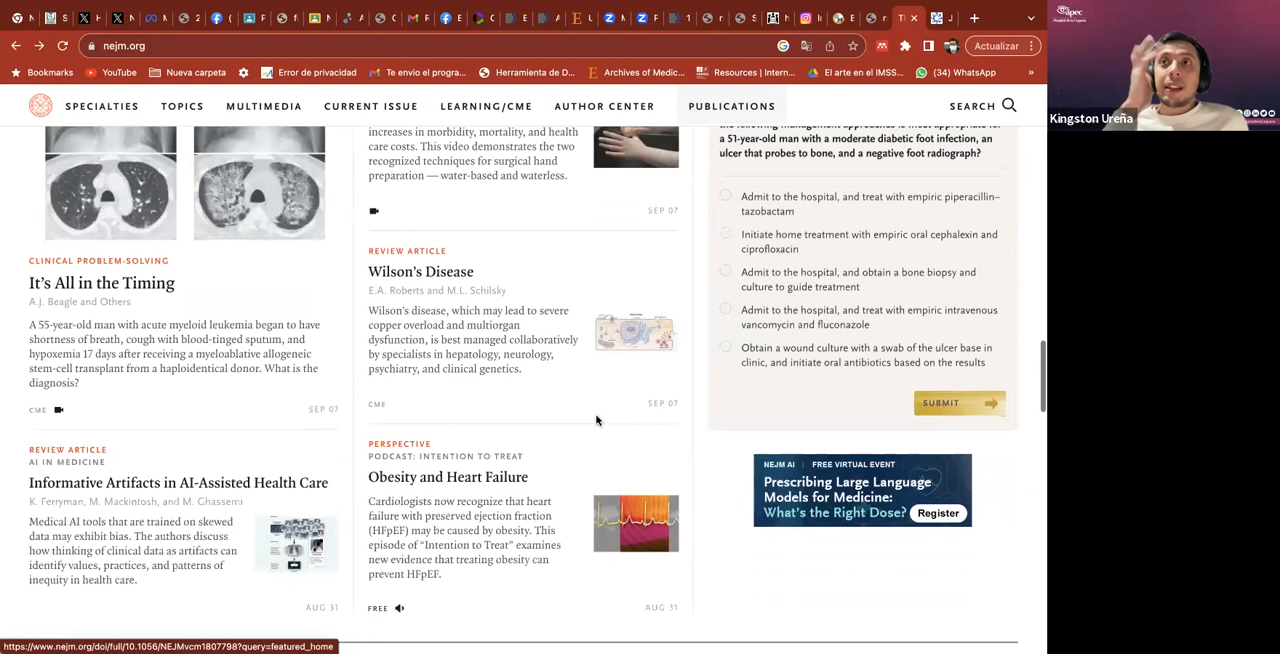 nejm.org
Actualizar
Bookmarks
YouTube
Nueva carpeta
Error de privacidad
Te envio el progra...
Herramienta de D...
Archives of Medic...
Resources | Intern...
El arte en el IMSS...
(34) WhatsApp
»
SPECIALTIES
TOPICS
MULTIMEDIA
CURRENT ISSUE
LEARNING/CME
AUTHOR CENTER
PUBLICATIONS
SEARCH
CLINICAL PROBLEM-SOLVING
It's All in the Timing
A.J. Beagle and Others
A 55-year-old man with acute myeloid leukemia began to have
shortness of breath, cough with blood-tinged sputum, and
hypoxemia 17 days after receiving a myeloablative allogeneic
stem-cell transplant from a haploidentical donor. What is the
diagnosis?
CME
SEP 07
REVIEW ARTICLE
AI IN MEDICINE
Informative Artifacts in AI-Assisted Health Care
K. Ferryman, M. Mackintosh, and M. Ghassemi
Medical AI tools that are trained on skewed
data may exhibit bias. The authors discuss
how thinking of clinical data as artifacts can
identify values, practices, and patterns of
inequity in health care.
AUG 31
increases in morbidity, mortality, and health
care costs. This video demonstrates the two
recognized techniques for surgical hand
preparation — water-based and waterless.
SEP 07
REVIEW ARTICLE
Wilson's Disease
E.A. Roberts and M.L. Schilsky
Wilson's disease, which may lead to severe
copper overload and multiorgan
dysfunction, is best managed collaboratively
by specialists in hepatology, neurology,
psychiatry, and clinical genetics.
CME
SEP 07
PERSPECTIVE
PODCAST: INTENTION TO TREAT
Obesity and Heart Failure
Cardiologists now recognize that heart
failure with preserved ejection fraction
(HFpEF) may be caused by obesity. This
episode of "Intention to Treat" examines
new evidence that treating obesity can
prevent HFpEF.
FREE
AUG 31
the following management approaches is most appropriate for
a 51-year-old man with a moderate diabetic foot infection, an
ulcer that probes to bone, and a negative foot radiograph?
Admit to the hospital, and treat with empiric piperacillin–
tazobactam
Initiate home treatment with empiric oral cephalexin and
ciprofloxacin
Admit to the hospital, and obtain a bone biopsy and
culture to guide treatment
Admit to the hospital, and treat with empiric intravenous
vancomycin and fluconazole
Obtain a wound culture with a swab of the ulcer base in
clinic, and initiate oral antibiotics based on the results
SUBMIT
NEJM AI | FREE VIRTUAL EVENT
Prescribing Large Language
Models for Medicine:
What's the Right Dose?
Register
https://www.nejm.org/doi/full/10.1056/NEJMvcm1807798?query=featured_home
apec
Hospital de la Ceguera
Kingston Ureña